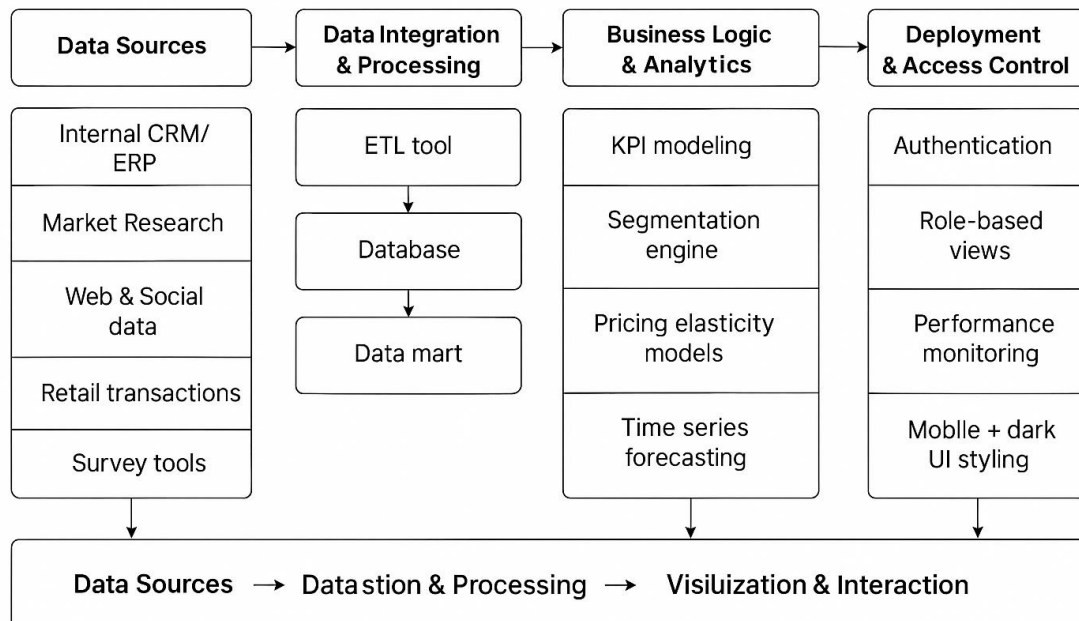 Data Sources
Data Integration
& Processing
Business Logic
& Analytics
Deployment
& Access Control
Internal CRM/
ERP
Market Research
Web & Social
data
Retail transactions
Survey tools
ETL tool
Database
Data mart
KPI modeling
Segmentation
engine
Pricing elasticity
models
Time series
forecasting
Authentication
Role-based
views
Performance
monitoring
Moblle + dark
UI styling
Data Sources → Datastion & Processing → Visiluization & Interaction